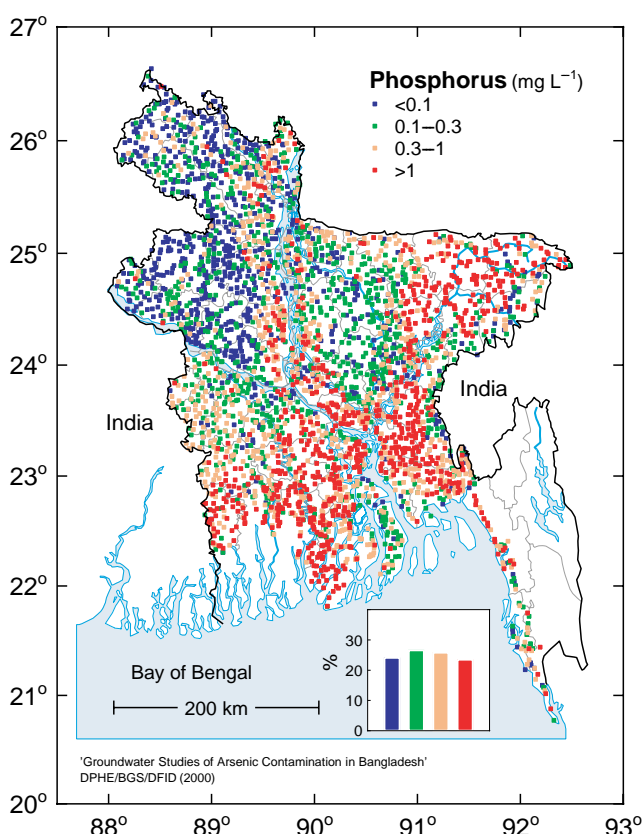 27°
26°
25°
24°
23°
22°
21°
20°
Phosphorus (mg L⁻¹)
<0.1
0.1–0.3
0.3–1
>1
India
India
Bay of Bengal
200 km
%
30
20
10
0
'Groundwater Studies of Arsenic Contamination in Bangladesh'
DPHE/BGS/DFID (2000)
88° 89° 90° 91° 92° 93°